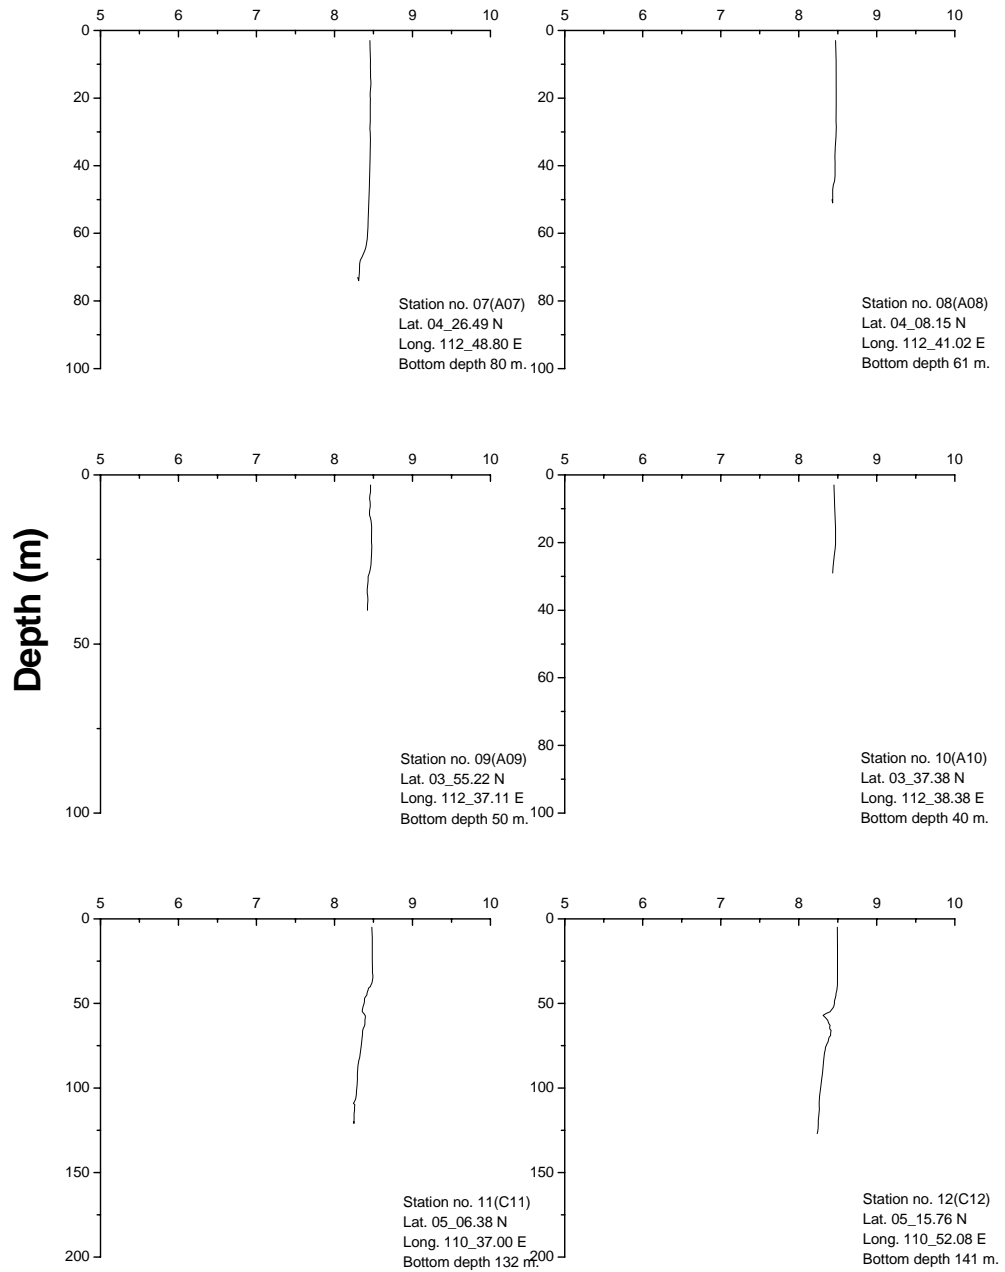 5 6 7 8 9 10
5 6 7 8 9 10
0
20
40
60
80
100
0
20
40
60
80
100
Station no. 07(A07)
Lat. 04_26.49 N
Long. 112_48.80 E
Bottom depth 80 m.
Station no. 08(A08)
Lat. 04_08.15 N
Long. 112_41.02 E
Bottom depth 61 m.
Depth (m)
5 6 7 8 9 10
5 6 7 8 9 10
0
50
100
0
20
40
60
80
100
Station no. 09(A09)
Lat. 03_55.22 N
Long. 112_37.11 E
Bottom depth 50 m.
Station no. 10(A10)
Lat. 03_37.38 N
Long. 112_38.38 E
Bottom depth 40 m.
5 6 7 8 9 10
5 6 7 8 9 10
0
50
100
150
200
0
50
100
150
200
Station no. 11(C11)
Lat. 05_06.38 N
Long. 110_37.00 E
Bottom depth 132 m.
Station no. 12(C12)
Lat. 05_15.76 N
Long. 110_52.08 E
Bottom depth 141 m.